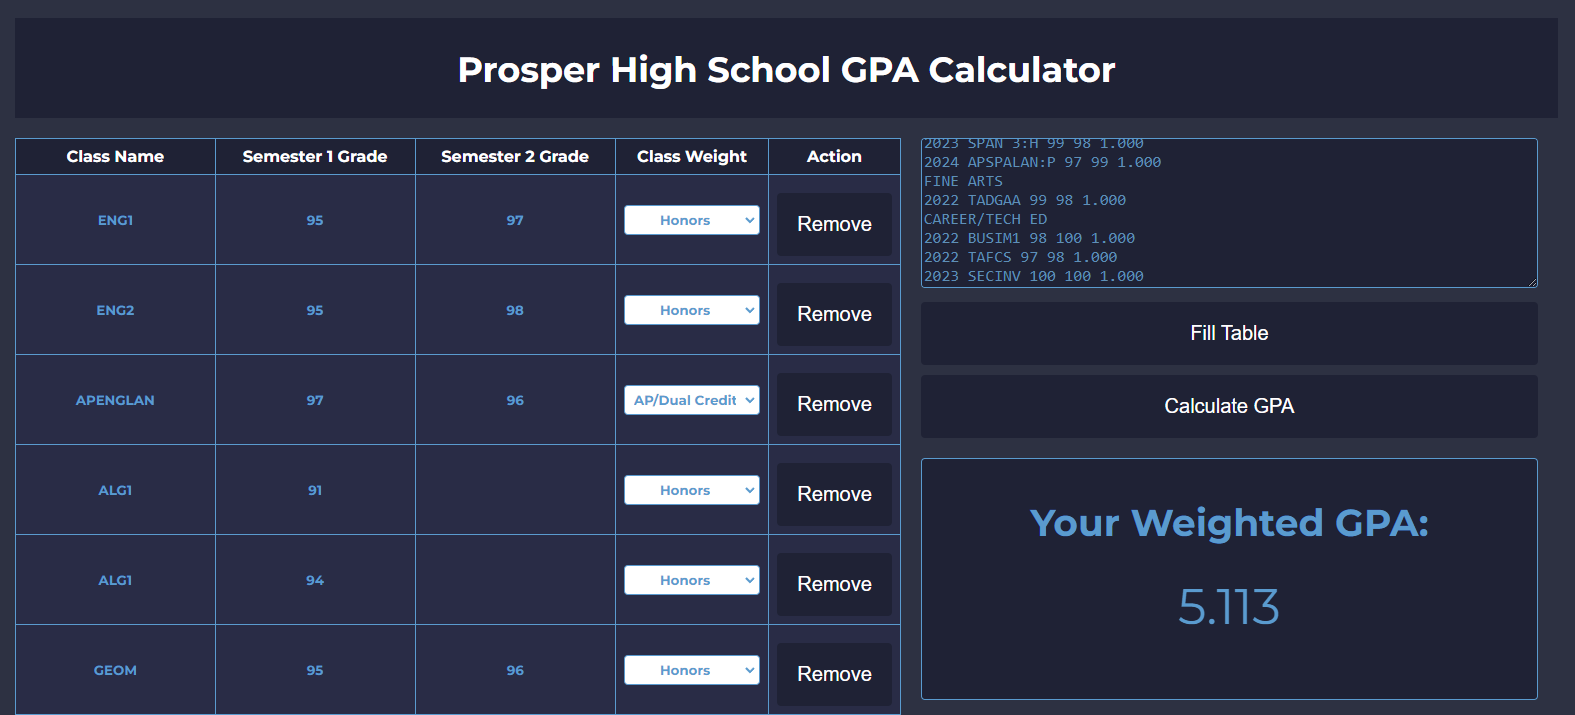 Prosper High School GPA Calculator
Class Name Semester 1 Grade Semester 2 Grade Class Weight Action
ENG1 95 97 Honors Remove
ENG2 95 98 Honors Remove
APENGLAN 97 96 AP/Dual Credit Remove
ALG1 91 Honors Remove
ALG1 94 Honors Remove
GEOM 95 96 Honors Remove
2023 SPAN 3:H 99 98 1.000
2024 APSPALAN:P 97 99 1.000
FINE ARTS
2022 TADGAA 99 98 1.000
CAREER/TECH ED
2022 BUSIM1 98 100 1.000
2022 TAFCS 97 98 1.000
2023 SECINV 100 100 1.000
Fill Table
Calculate GPA
Your Weighted GPA:
5.113